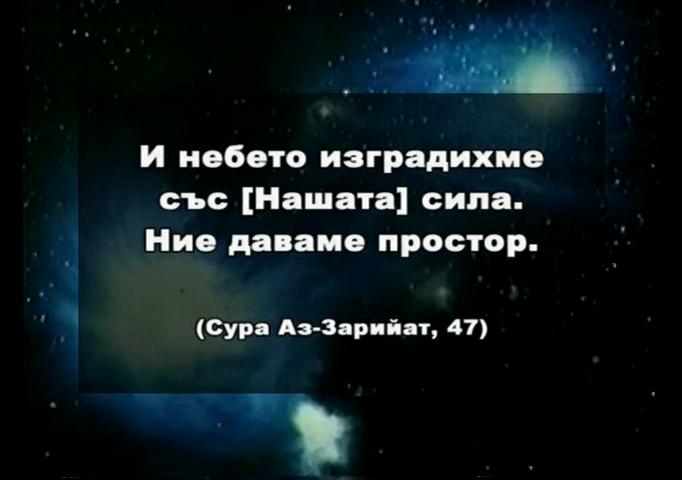 И небето изградихме
със [Нашата] сила.
Ние даваме простор.
(Сура Аз-Зарийат, 47)